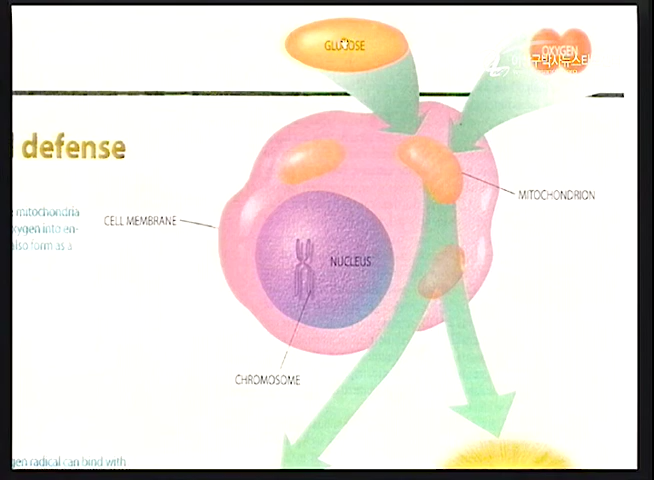 GLUCOSE
OXYGEN
defense
MITOCHONDRION
mitochondria
CELL MEMBRANE
xygen into en-
also form as a
NUCLEUS
CHROMOSOME
gen radical can bind with